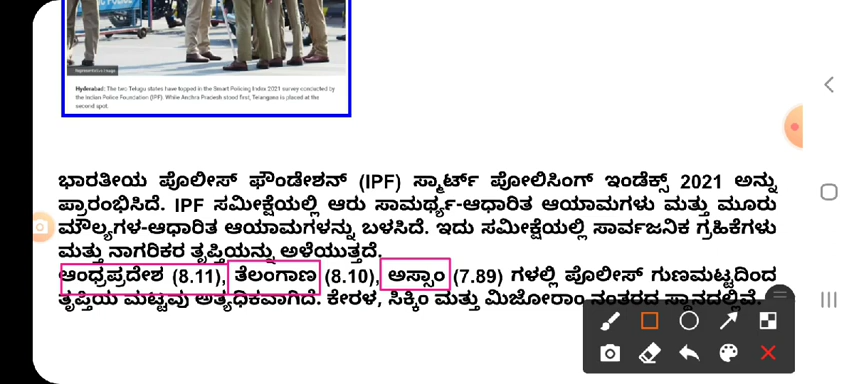 Representative Image
Hyderabad: The two Telugu states have topped in the Smart Policing Index 2021 survey conducted by
the Indian Police Foundation (IPF). While Andhra Pradesh stood first, Telangana is placed at the
second spot.
ಭಾರತೀಯ ಪೊಲೀಸ್ ಫೌಂಡೇಶನ್ (IPF) ಸ್ಮಾರ್ಟ್ ಪೋಲಿಸಿಂಗ್ ಇಂಡೆಕ್ಸ್ 2021 ಅನ್ನು
ಪ್ರಾರಂಭಿಸಿದೆ. IPF ಸಮೀಕ್ಷೆಯಲ್ಲಿ ಆರು ಸಾಮರ್ಥ್ಯ-ಆಧಾರಿತ ಆಯಾಮಗಳು ಮತ್ತು ಮೂರು
ಮೌಲ್ಯಗಳ-ಆಧಾರಿತ ಆಯಾಮಗಳನ್ನು ಬಳಸಿದೆ. ಇದು ಸಮೀಕ್ಷೆಯಲ್ಲಿ ಸಾರ್ವಜನಿಕ ಗ್ರಹಿಕೆಗಳು
ಮತ್ತು ನಾಗರಿಕರ ತೃಪ್ತಿಯನ್ನು ಅಳೆಯುತ್ತದೆ.
ಆಂಧ್ರಪ್ರದೇಶ (8.11), ತೆಲಂಗಾಣ (8.10), ಅಸ್ಸಾಂ (7.89) ಗಳಲ್ಲಿ ಪೊಲೀಸ್ ಗುಣಮಟ್ಟದಿಂದ
ತೃಪ್ತಿಯ ಮಟ್ಟವು ಅತ್ಯಧಿಕವಾಗಿದೆ. ಕೇರಳ, ಸಿಕ್ಕಿಂ ಮತ್ತು ಮಿಜೋರಾಂ ನಂತರದ ಸ್ಥಾನದಲ್ಲಿವೆ.